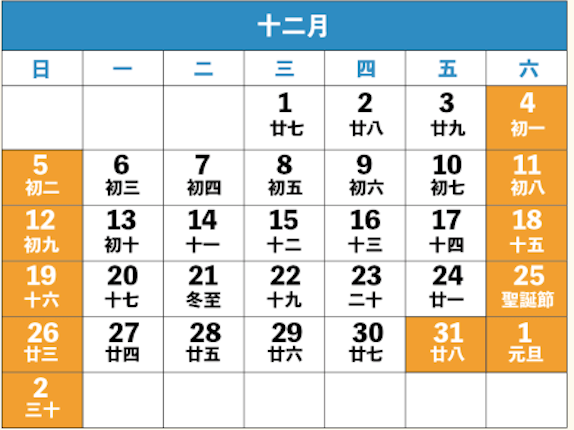 十二月
日 一 二 三 四 五 六
1 2 3 4
廿七 廿八 廿九 初一
5 6 7 8 9 10 11
初二 初三 初四 初五 初六 初七 初八
12 13 14 15 16 17 18
初九 初十 十一 十二 十三 十四 十五
19 20 21 22 23 24 25
十六 十七 冬至 十九 二十 廿一 聖誕節
26 27 28 29 30 31 1
廿三 廿四 廿五 廿六 廿七 廿八 元旦
2
三十